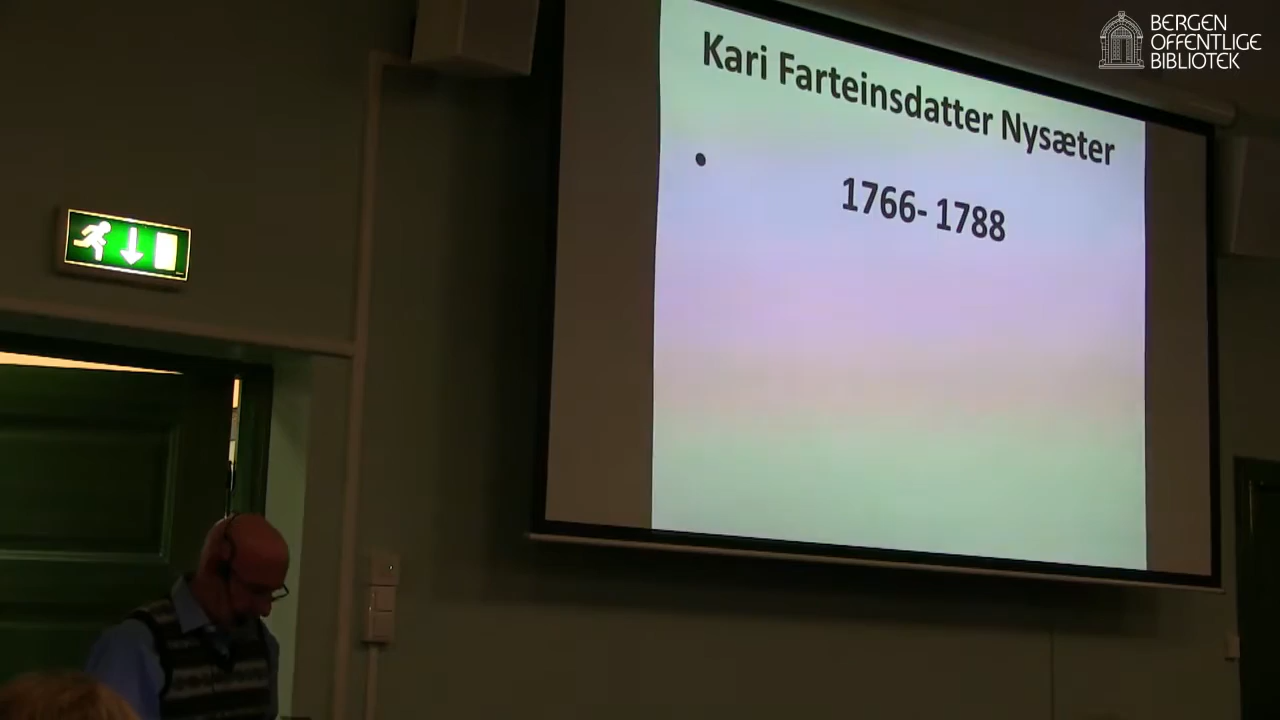 Kari Farteinsdatter Nysæter
• 1766- 1788
BERGEN
OFFENTLIGE
BIBLIOTEK